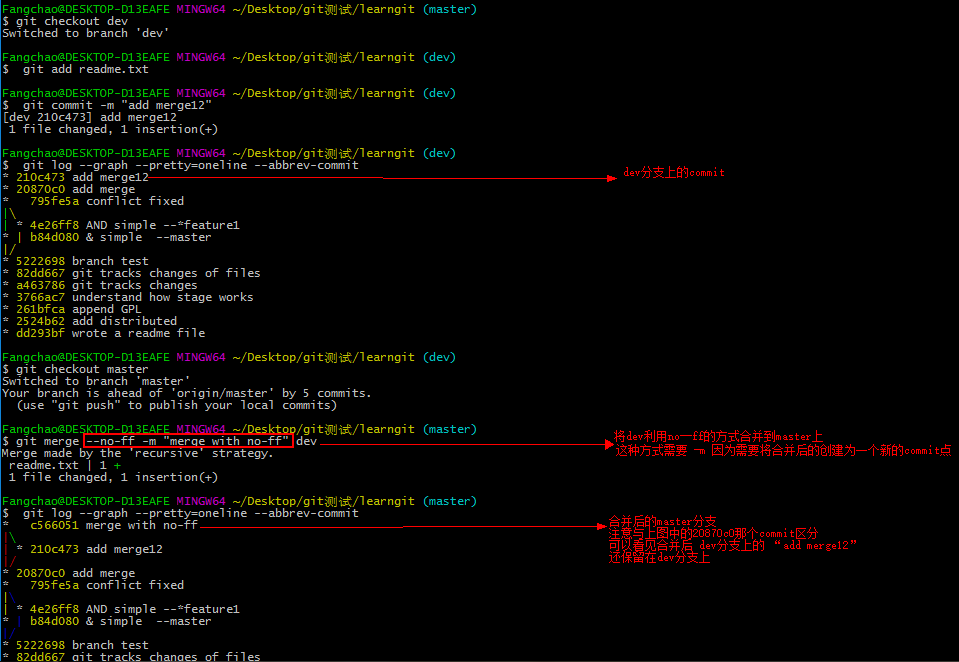 Fangchao@DESKTOP-D13EAFE MINGW64 ~/Desktop/git测试/learngit (master)
$ git checkout dev
Switched to branch 'dev'
Fangchao@DESKTOP-D13EAFE MINGW64 ~/Desktop/git测试/learngit (dev)
$  git add readme.txt
Fangchao@DESKTOP-D13EAFE MINGW64 ~/Desktop/git测试/learngit (dev)
$  git commit -m "add merge12"
[dev 210c473] add merge12
 1 file changed, 1 insertion(+)
Fangchao@DESKTOP-D13EAFE MINGW64 ~/Desktop/git测试/learngit (dev)
$  git log --graph --pretty=oneline --abbrev-commit
* 210c473 add merge12
dev分支上的commit
* 20870c0 add merge
*   795fe5a conflict fixed
|\
| * 4e26ff8 AND simple --*feature1
* | b84d080 & simple  --master
|/
* 5222698 branch test
* 82dd667 git tracks changes of files
* a463786 git tracks changes
* 3766ac7 understand how stage works
* 261bfca append GPL
* 2524b62 add distributed
* dd293bf wrote a readme file
Fangchao@DESKTOP-D13EAFE MINGW64 ~/Desktop/git测试/learngit (dev)
$ git checkout master
Switched to branch 'master'
Your branch is ahead of 'origin/master' by 5 commits.
  (use "git push" to publish your local commits)
Fangchao@DESKTOP-D13EAFE MINGW64 ~/Desktop/git测试/learngit (master)
$ git merge --no-ff -m "merge with no-ff" dev
将dev利用no—ff的方式合并到master上
这种方式需要 -m 因为需要将合并后的创建为一个新的commit点
Merge made by the 'recursive' strategy.
 readme.txt | 1 +
 1 file changed, 1 insertion(+)
Fangchao@DESKTOP-D13EAFE MINGW64 ~/Desktop/git测试/learngit (master)
$  git log --graph --pretty=oneline --abbrev-commit
*   c566051 merge with no-ff
合并后的master分支
注意与上图中的20870c0那个commit区分
可以看见合并后 dev分支上的 “add merge12”
还保留在dev分支上
|\
| * 210c473 add merge12
|/
* 20870c0 add merge
*   795fe5a conflict fixed
|\
| * 4e26ff8 AND simple --*feature1
* | b84d080 & simple  --master
|/
* 5222698 branch test
* 82dd667 git tracks changes of files